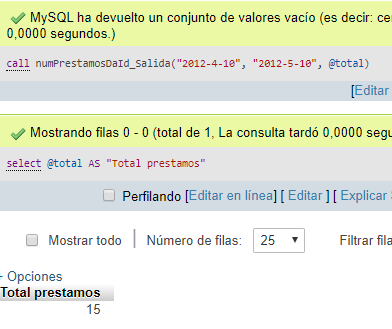 MySQL ha devuelto un conjunto de valores vacío (es decir: cer
0,0000 segundos.)
call numPrestamosDaId_Salida("2012-4-10", "2012-5-10", @total)
[Editar
Mostrando filas 0 - 0 (total de 1, La consulta tardó 0,0000 segu
select @total AS "Total prestamos"
Perfilando [Editar en línea] [ Editar ] [ Explicar
Mostrar todo | Número de filas: 25 Filtrar fila
+ Opciones
Total prestamos
15